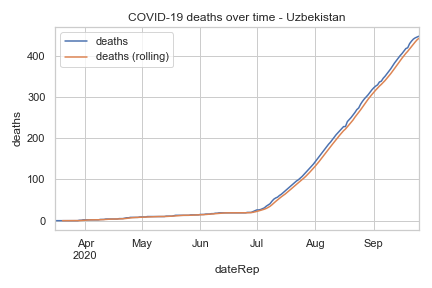 COVID-19 deaths over time - Uzbekistan
deaths
deaths (rolling)
400
300
200
100
0
deaths
Apr May Jun Jul Aug Sep
2020
dateRep